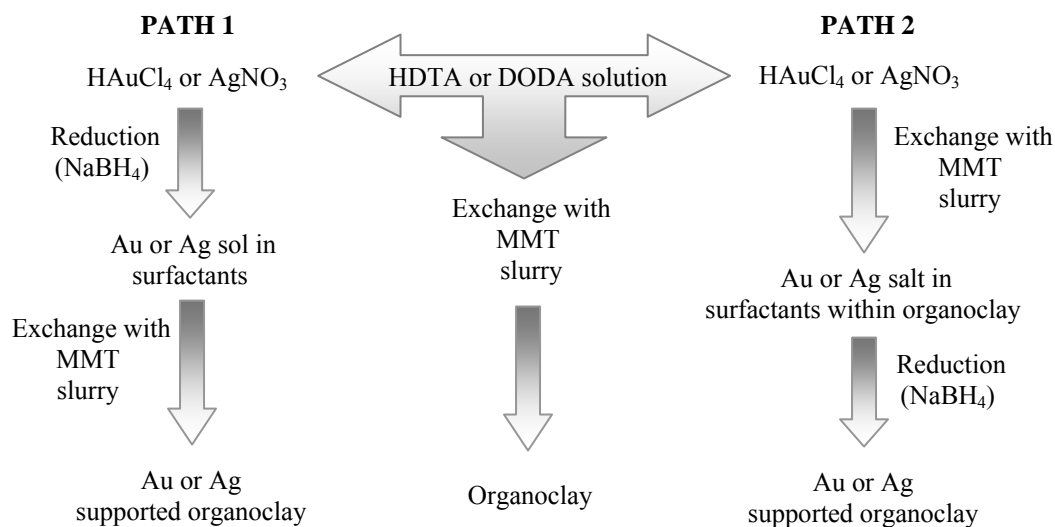 PATH 1
HAuCl₄ or AgNO₃
Reduction
(NaBH₄)
Au or Ag sol in
surfactants
Exchange with
MMT
slurry
Au or Ag
supported organoclay
HDTA or DODA solution
Exchange with
MMT
slurry
Organoclay
PATH 2
HAuCl₄ or AgNO₃
Exchange with
MMT
slurry
Au or Ag salt in
surfactants within organoclay
Reduction
(NaBH₄)
Au or Ag
supported organoclay